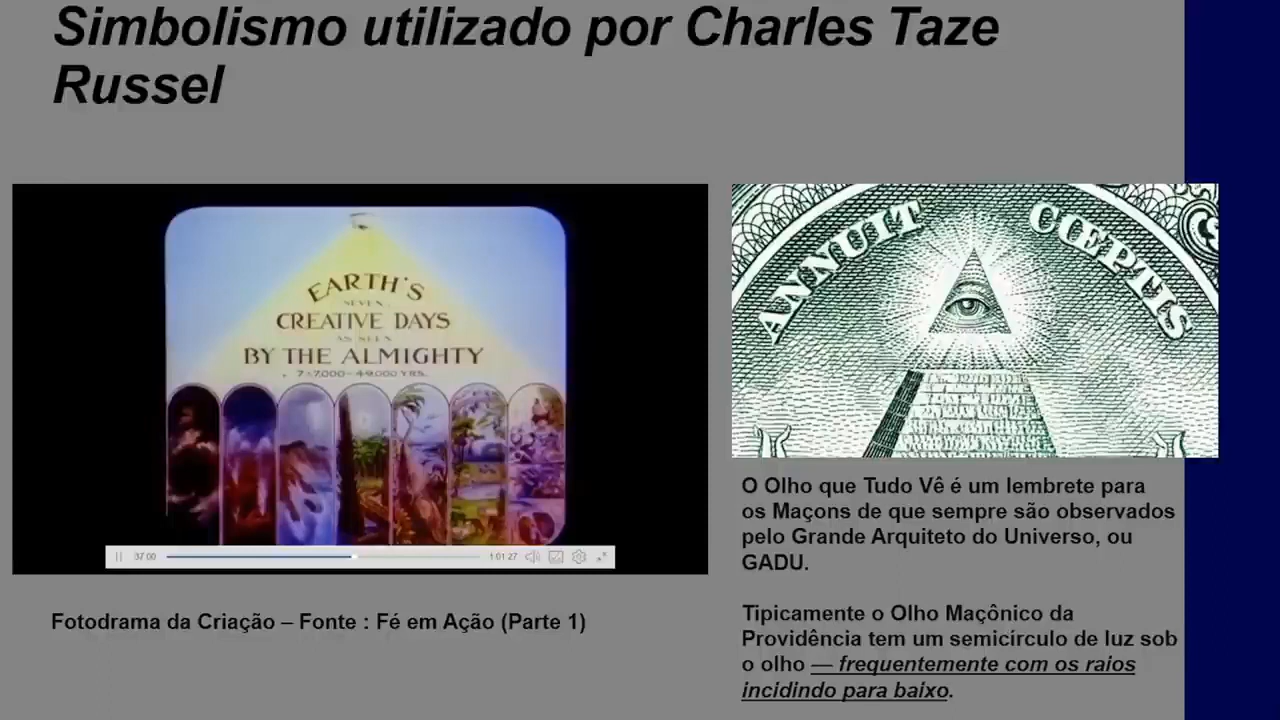 Simbolismo utilizado por Charles Taze
Russel
EARTH'S
SEVEN
CREATIVE DAYS
AS SEEN
BY THE ALMIGHTY
7×7,000=49,000 YRS.
37:00
1:01:27
Fotodrama da Criação – Fonte : Fé em Ação (Parte 1)
ANNUIT CŒPTIS
O Olho que Tudo Vê é um lembrete para
os Maçons de que sempre são observados
pelo Grande Arquiteto do Universo, ou
GADU.
Tipicamente o Olho Maçônico da
Providência tem um semicírculo de luz sob
o olho — frequentemente com os raios
incidindo para baixo.